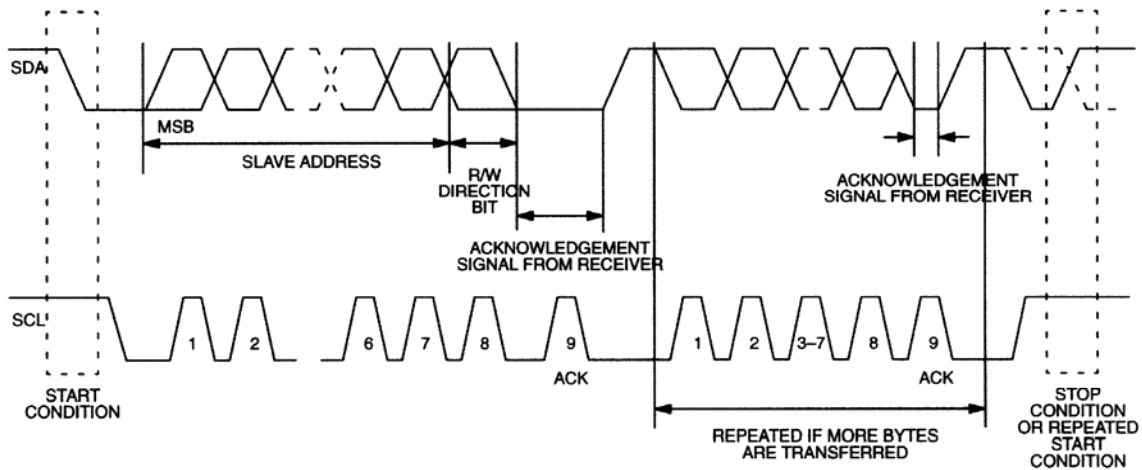 SDA
MSB
SLAVE ADDRESS
R/W
DIRECTION
BIT
ACKNOWLEDGEMENT
SIGNAL FROM RECEIVER
ACKNOWLEDGEMENT
SIGNAL FROM RECEIVER
SCL
1
2
6
7
8
9
1
2
3–7
8
9
ACK
ACK
START
CONDITION
REPEATED IF MORE BYTES
ARE TRANSFERRED
STOP
CONDITION
OR REPEATED
START
CONDITION